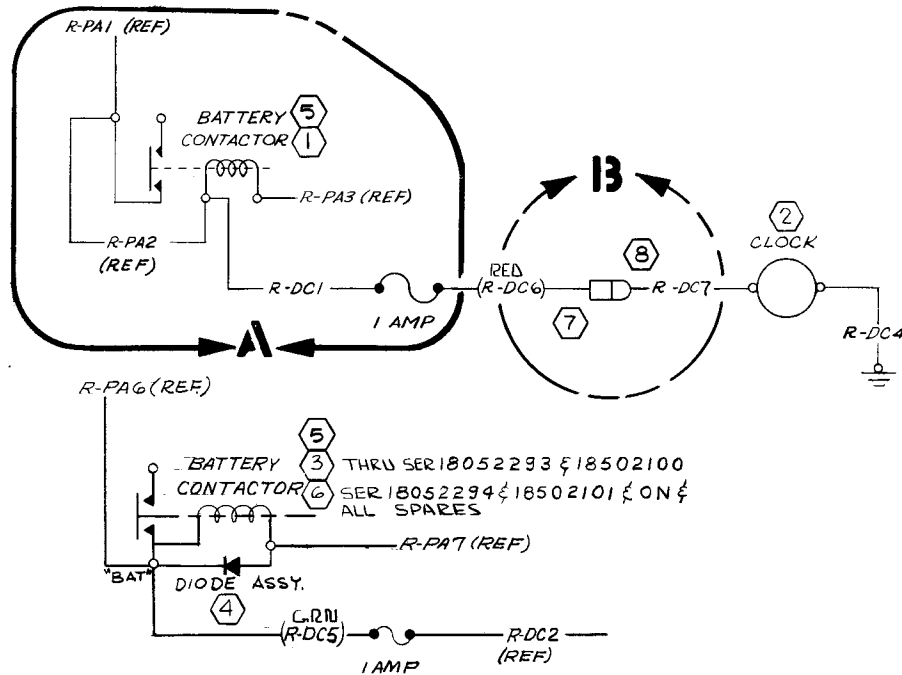 R-PA1 (REF)
BATTERY 5
CONTACTOR 1
R-PA3 (REF)
R-PA2
(REF)
R-DC1
1 AMP
A
B
RED
(R-DC6)
7
8
R-DC7
2
CLOCK
R-DC4
R-PA6 (REF)
5
BATTERY 3 THRU SER 18052293 & 18502100
CONTACTOR 6 SER 18052294 & 18502101 & ON &
ALL SPARES
R-PA7 (REF)
"BAT"
DIODE ASSY.
4
GRN
(R-DC5)
1 AMP
R-DC2
(REF)